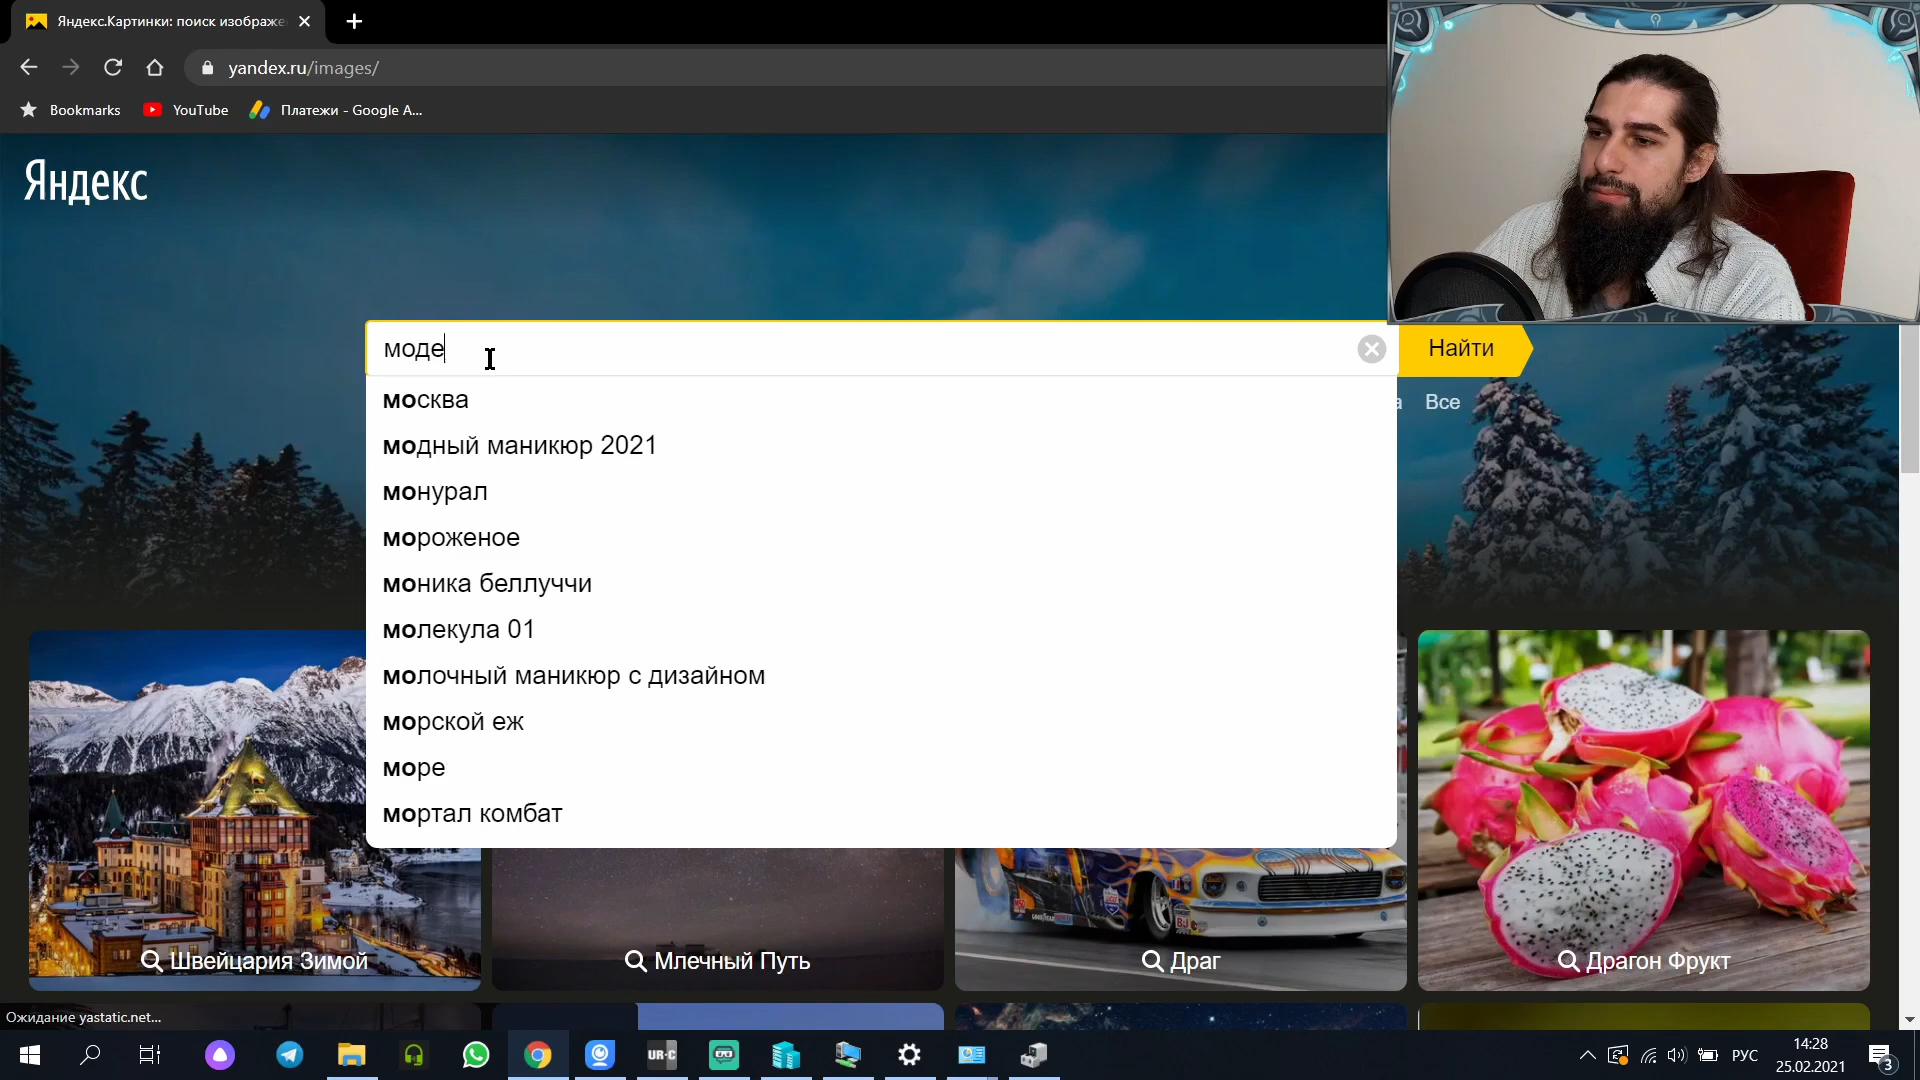 Яндекс.Картинки: поиск изображе
yandex.ru/images/
Bookmarks
YouTube
Платежи - Google A...
Яндекс
моде
Найти
москва
Все
модный маникюр 2021
монурал
мороженое
моника беллуччи
молекула 01
молочный маникюр с дизайном
морской еж
море
мортал комбат
Швейцария Зимой
Млечный Путь
Драг
Драгон Фрукт
Ожидание yastatic.net...
UR-C
РУС
14:28
25.02.2021
3